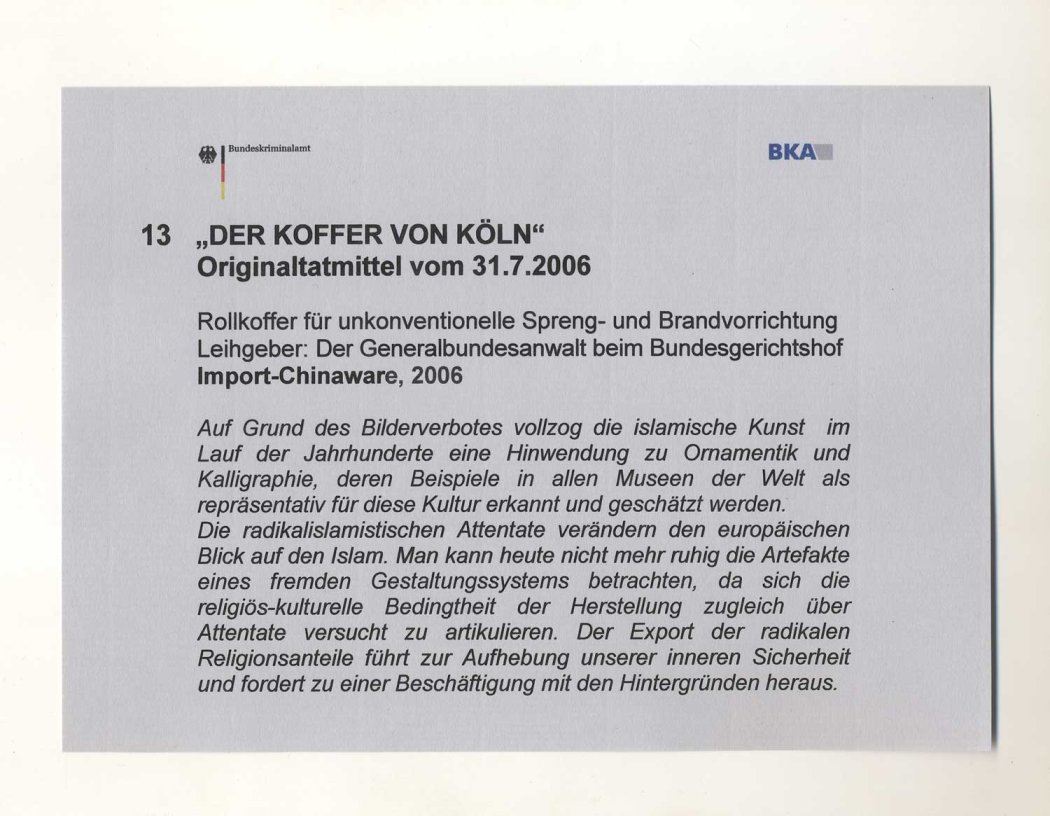 Bundeskriminalamt
BKA
13 „DER KOFFER VON KÖLN“
Originaltatmittel vom 31.7.2006
Rollkoffer für unkonventionelle Spreng- und Brandvorrichtung
Leihgeber: Der Generalbundesanwalt beim Bundesgerichtshof
Import-Chinaware, 2006
Auf Grund des Bilderverbotes vollzog die islamische Kunst im
Lauf der Jahrhunderte eine Hinwendung zu Ornamentik und
Kalligraphie, deren Beispiele in allen Museen der Welt als
repräsentativ für diese Kultur erkannt und geschätzt werden.
Die radikalislamistischen Attentate verändern den europäischen
Blick auf den Islam. Man kann heute nicht mehr ruhig die Artefakte
eines fremden Gestaltungssystems betrachten, da sich die
religiös-kulturelle Bedingtheit der Herstellung zugleich über
Attentate versucht zu artikulieren. Der Export der radikalen
Religionsanteile führt zur Aufhebung unserer inneren Sicherheit
und fordert zu einer Beschäftigung mit den Hintergründen heraus.